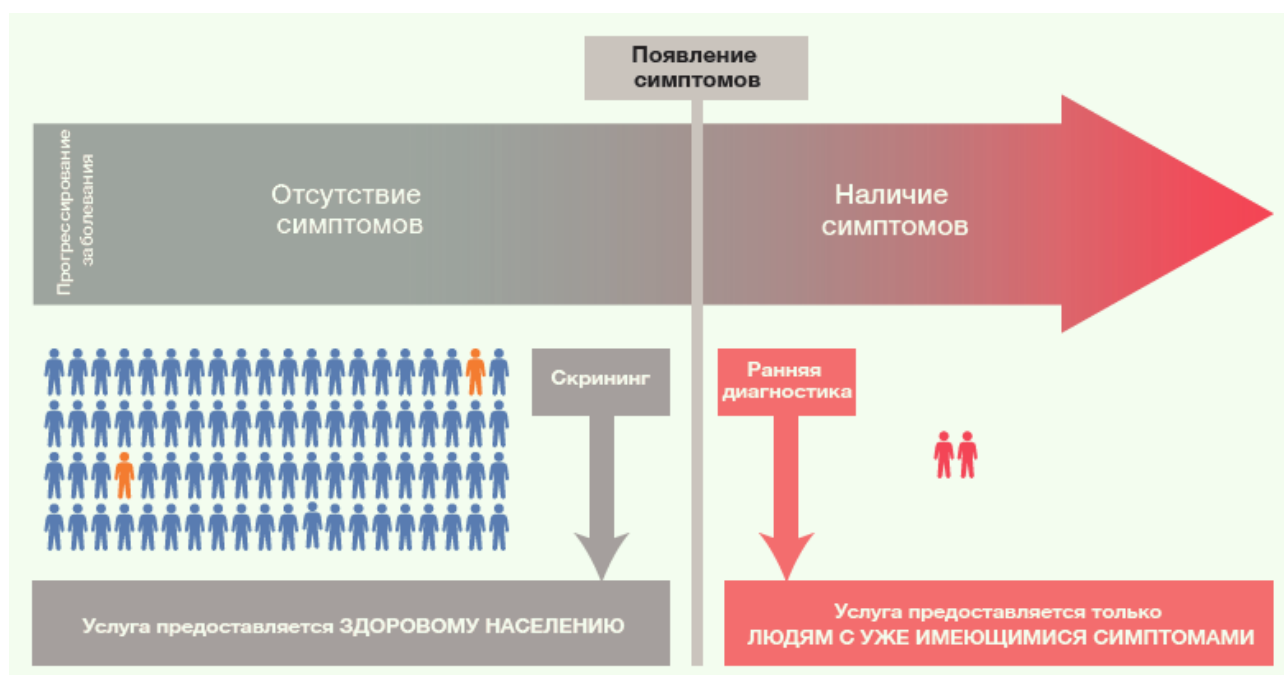 Появление
симптомов
Прогрессирование
заболевания
Отсутствие
симптомов
Наличие
симптомов
Скрининг
Ранняя
диагностика
Услуга предоставляется ЗДОРОВОМУ НАСЕЛЕНИЮ
Услуга предоставляется только
ЛЮДЯМ С УЖЕ ИМЕЮЩИМИСЯ СИМПТОМАМИ